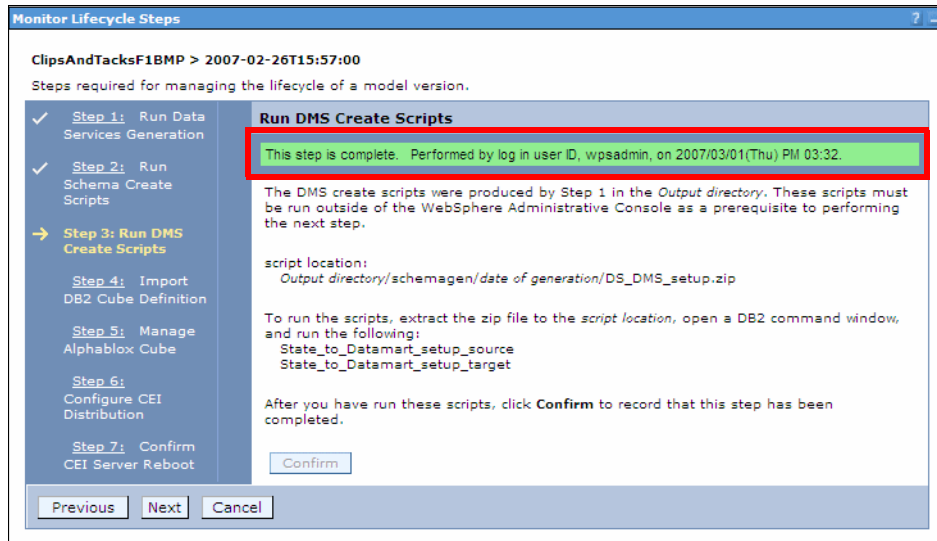 Monitor Lifecycle Steps ? –
ClipsAndTacksF1BMP > 2007-02-26T15:57:00
Steps required for managing the lifecycle of a model version.
Step 1: Run Data
Services Generation
Step 2: Run
Schema Create
Scripts
Step 3: Run DMS
Create Scripts
Step 4: Import
DB2 Cube Definition
Step 5: Manage
Alphablox Cube
Step 6:
Configure CEI
Distribution
Step 7: Confirm
CEI Server Reboot
Run DMS Create Scripts
This step is complete. Performed by log in user ID, wpsadmin, on 2007/03/01(Thu) PM 03:32.
The DMS create scripts were produced by Step 1 in the Output directory. These scripts must
be run outside of the WebSphere Administrative Console as a prerequisite to performing
the next step.
script location:
Output directory/schemagen/date of generation/DS_DMS_setup.zip
To run the scripts, extract the zip file to the script location, open a DB2 command window,
and run the following:
State_to_Datamart_setup_source
State_to_Datamart_setup_target
After you have run these scripts, click Confirm to record that this step has been
completed.
Confirm
Previous Next Cancel